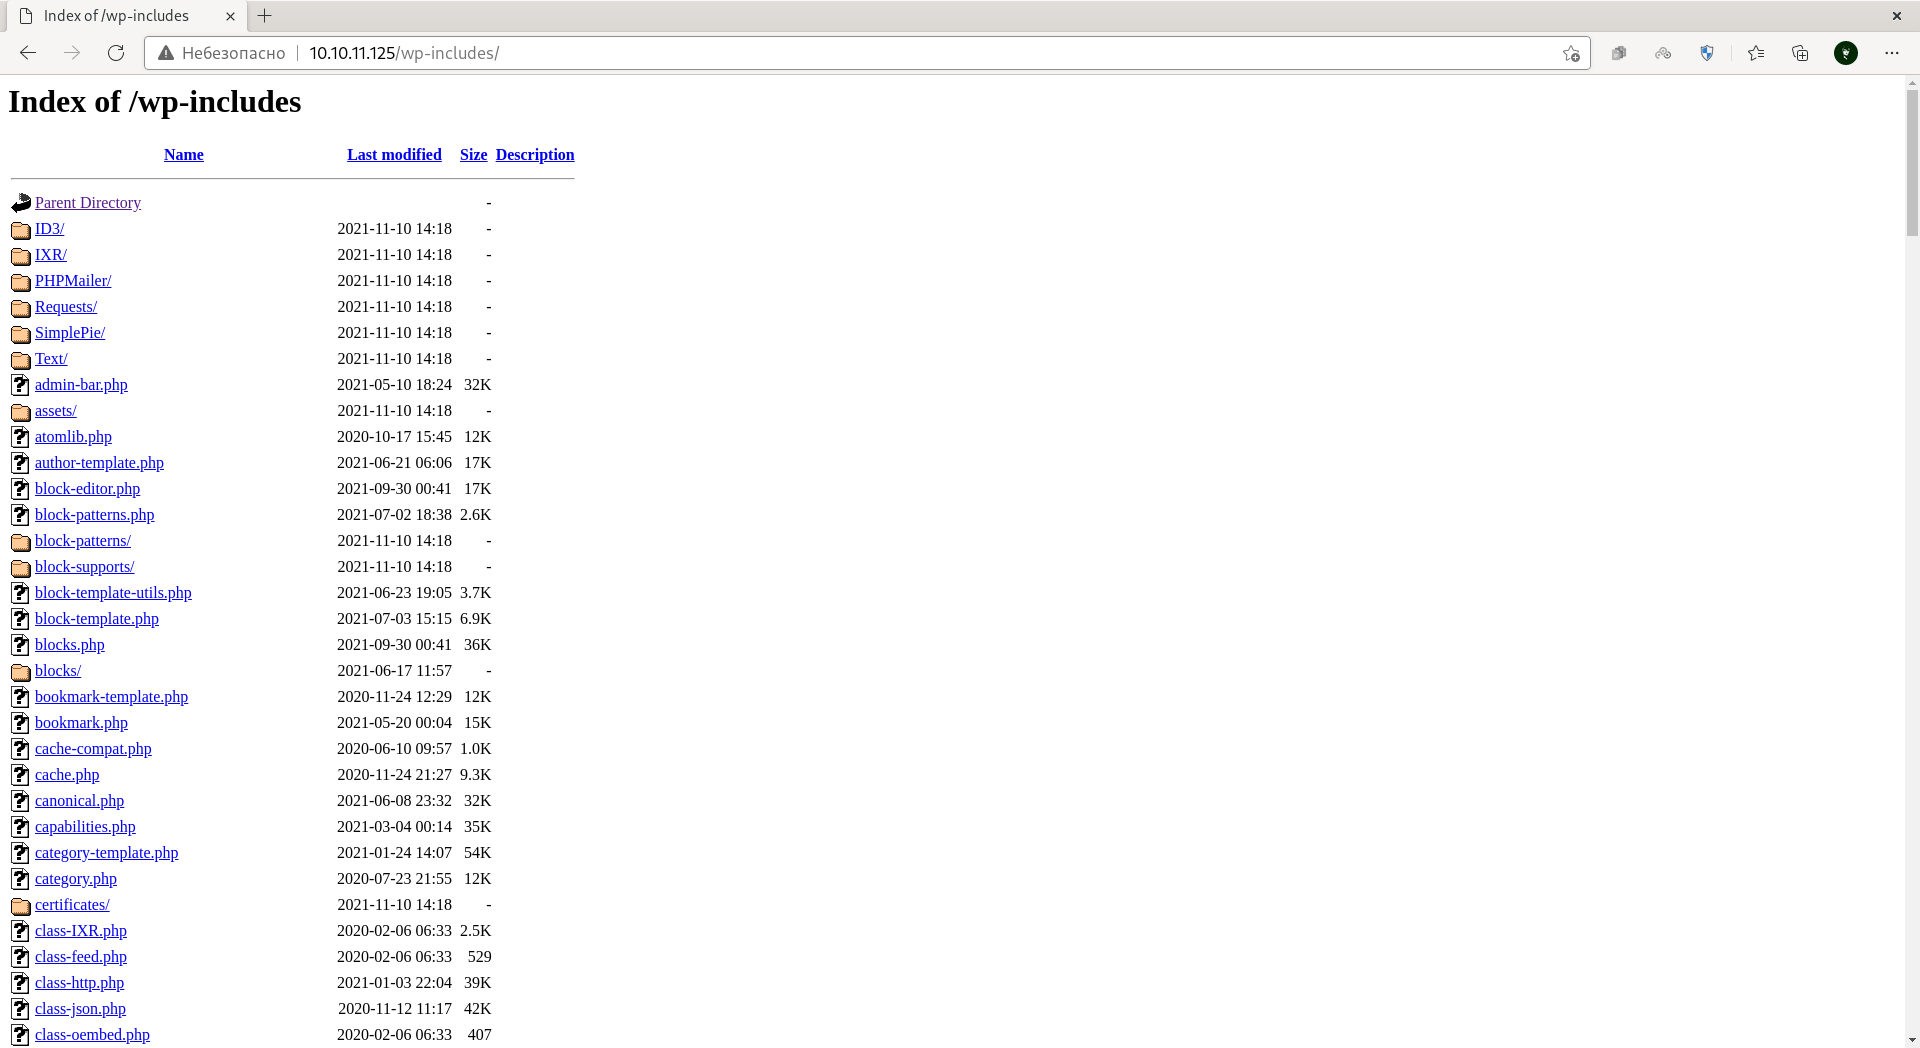 Index of /wp-includes
Небезопасно 10.10.11.125/wp-includes/
Index of /wp-includes
Name Last modified Size Description
Parent Directory -
ID3/ 2021-11-10 14:18 -
IXR/ 2021-11-10 14:18 -
PHPMailer/ 2021-11-10 14:18 -
Requests/ 2021-11-10 14:18 -
SimplePie/ 2021-11-10 14:18 -
Text/ 2021-11-10 14:18 -
admin-bar.php 2021-05-10 18:24 32K
assets/ 2021-11-10 14:18 -
atomlib.php 2020-10-17 15:45 12K
author-template.php 2021-06-21 06:06 17K
block-editor.php 2021-09-30 00:41 17K
block-patterns.php 2021-07-02 18:38 2.6K
block-patterns/ 2021-11-10 14:18 -
block-supports/ 2021-11-10 14:18 -
block-template-utils.php 2021-06-23 19:05 3.7K
block-template.php 2021-07-03 15:15 6.9K
blocks.php 2021-09-30 00:41 36K
blocks/ 2021-06-17 11:57 -
bookmark-template.php 2020-11-24 12:29 12K
bookmark.php 2021-05-20 00:04 15K
cache-compat.php 2020-06-10 09:57 1.0K
cache.php 2020-11-24 21:27 9.3K
canonical.php 2021-06-08 23:32 32K
capabilities.php 2021-03-04 00:14 35K
category-template.php 2021-01-24 14:07 54K
category.php 2020-07-23 21:55 12K
certificates/ 2021-11-10 14:18 -
class-IXR.php 2020-02-06 06:33 2.5K
class-feed.php 2020-02-06 06:33 529
class-http.php 2021-01-03 22:04 39K
class-json.php 2020-11-12 11:17 42K
class-oembed.php 2020-02-06 06:33 407